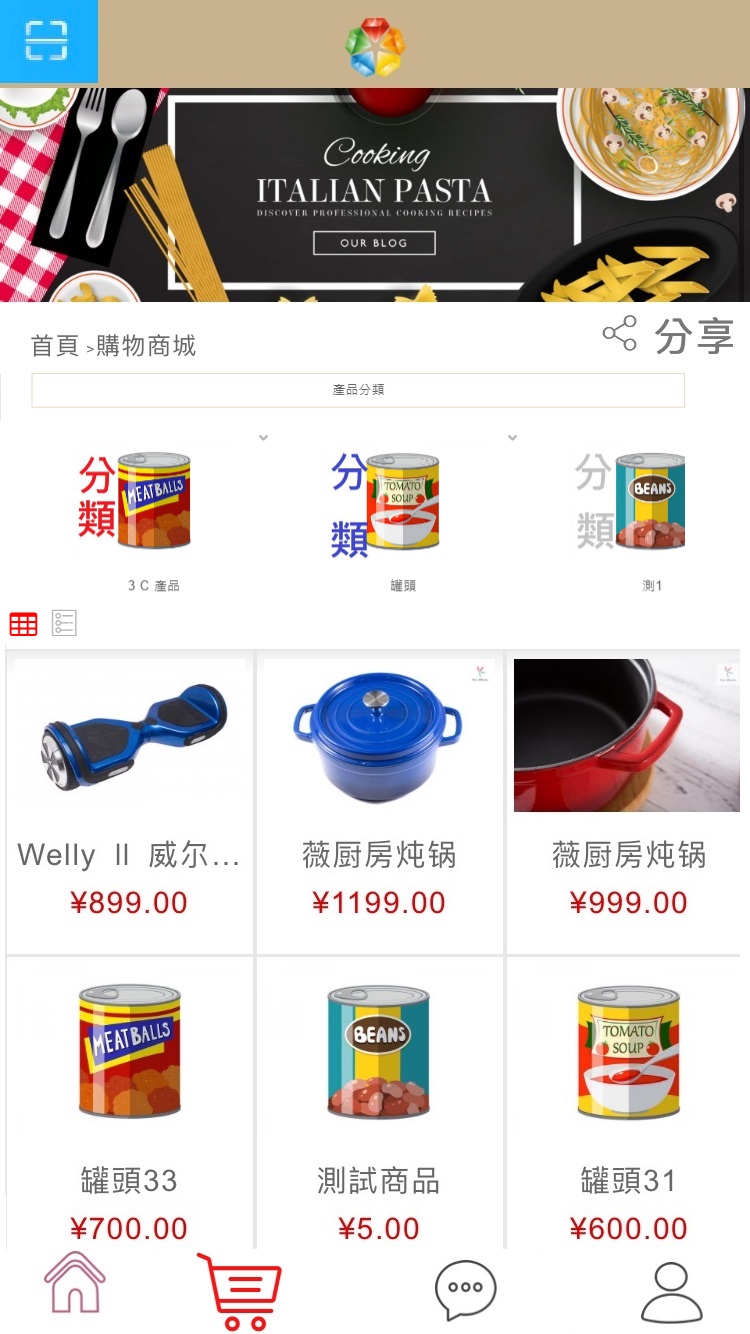 Cooking
ITALIAN PASTA
DISCOVER PROFESSIONAL COOKING RECIPES
OUR BLOG
首頁 >購物商城
分享
產品分類
分類
MEATBALLS
分類
TOMATO
SOUP
分類
BEANS
3 C 產品
罐頭
測1
Welly II 威尔...
薇厨房炖锅
薇厨房炖锅
¥899.00
¥1199.00
¥999.00
MEATBALLS
BEANS
TOMATO
SOUP
罐頭33
測試商品
罐頭31
¥700.00
¥5.00
¥600.00